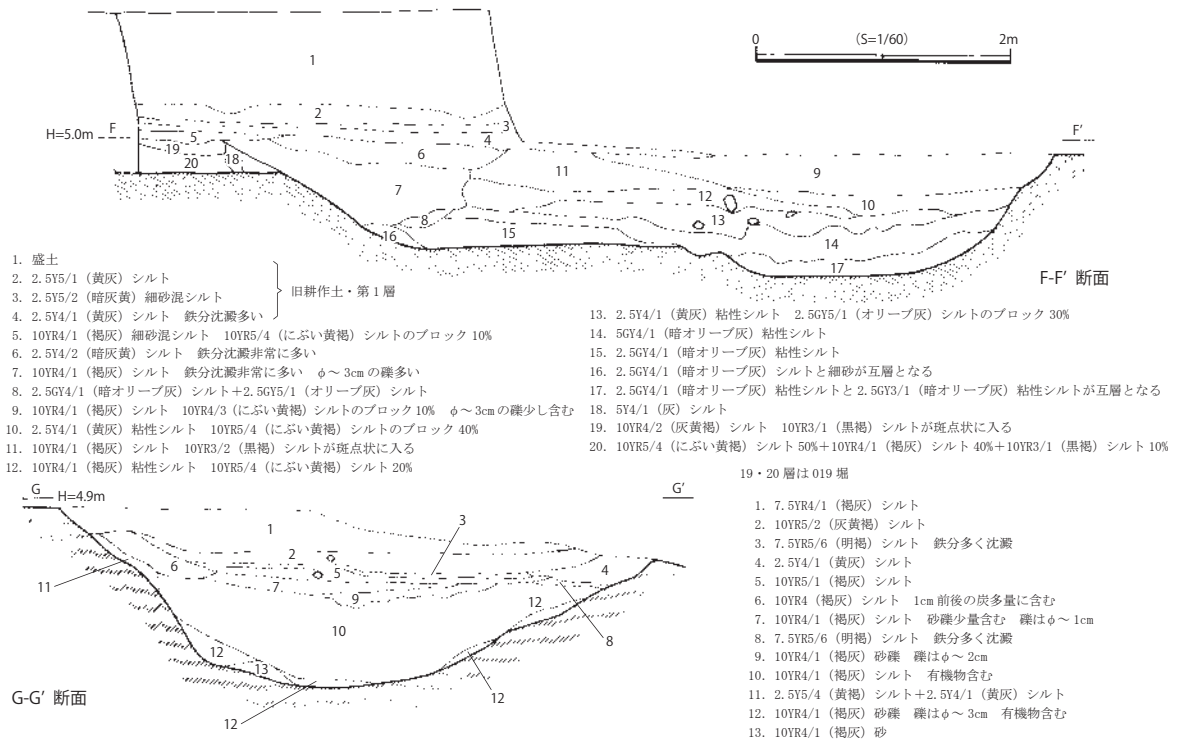 0 (S=1/60) 2m
1
2
3
H=5.0m F
5
4
19
20
18
6
11
F'
9
7
12
10
8
13
16
15
14
17
F-F' 断面
1. 盛土
2. 2.5Y5/1（黄灰）シルト
3. 2.5Y5/2（暗灰黄）細砂混シルト
4. 2.5Y4/1（黄灰）シルト 鉄分沈澱多い
旧耕作土・第1層
5. 10YR4/1（褐灰）細砂混シルト 10YR5/4（にぶい黄褐）シルトのブロック 10%
6. 2.5Y4/2（暗灰黄）シルト 鉄分沈澱非常に多い
7. 10YR4/1（褐灰）シルト 鉄分沈澱非常に多い φ～3cmの礫多い
8. 2.5GY4/1（暗オリーブ灰）シルト＋2.5GY5/1（オリーブ灰）シルト
9. 10YR4/1（褐灰）シルト 10YR4/3（にぶい黄褐）シルトのブロック 10% φ～3cmの礫少し含む
10. 2.5Y4/1（黄灰）粘性シルト 10YR5/4（にぶい黄褐）シルトのブロック 40%
11. 10YR4/1（褐灰）シルト 10YR3/2（黒褐）シルトが斑点状に入る
12. 10YR4/1（褐灰）粘性シルト 10YR5/4（にぶい黄褐）シルト 20%
13. 2.5Y4/1（黄灰）粘性シルト 2.5GY5/1（オリーブ灰）シルトのブロック 30%
14. 5GY4/1（暗オリーブ灰）粘性シルト
15. 2.5GY4/1（暗オリーブ灰）粘性シルト
16. 2.5GY4/1（暗オリーブ灰）シルトと細砂が互層となる
17. 2.5GY4/1（暗オリーブ灰）粘性シルトと 2.5GY3/1（暗オリーブ灰）粘性シルトが互層となる
18. 5Y4/1（灰）シルト
19. 10YR4/2（灰黄褐）シルト 10YR3/1（黒褐）シルトが斑点状に入る
20. 10YR5/4（にぶい黄褐）シルト 50%＋10YR4/1（褐灰）シルト 40%＋10YR3/1（黒褐）シルト 10%
19・20層は019堀
G H=4.9m
G'
1
3
2
6
5
4
11
7
9
12
8
10
12
13
12
12
G-G' 断面
1. 7.5YR4/1（褐灰）シルト
2. 10YR5/2（灰黄褐）シルト
3. 7.5YR5/6（明褐）シルト 鉄分多く沈澱
4. 2.5Y4/1（黄灰）シルト
5. 10YR5/1（褐灰）シルト
6. 10YR4（褐灰）シルト 1cm前後の炭多量に含む
7. 10YR4/1（褐灰）シルト 砂礫少量含む 礫はφ～1cm
8. 7.5YR5/6（明褐）シルト 鉄分多く沈澱
9. 10YR4/1（褐灰）砂礫 礫はφ～2cm
10. 10YR4/1（褐灰）シルト 有機物含む
11. 2.5Y5/4（黄褐）シルト＋2.5Y4/1（黄灰）シルト
12. 10YR4/1（褐灰）砂礫 礫はφ～3cm 有機物含む
13. 10YR4/1（褐灰）砂